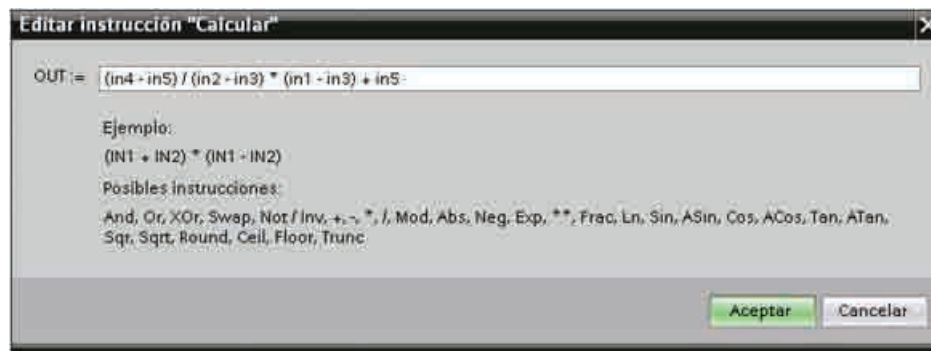 Editar instrucción "Calcular"
OUT := (in4 - in5) / (in2 - in3) * (in1 - in3) + in5
Ejemplo:
(IN1 + IN2) * (IN1 - IN2)
Posibles instrucciones:
And, Or, XOr, Swap, Not / Inv, +, -, *, /, Mod, Abs, Neg, Exp, **, Frac, Ln, Sin, ASin, Cos, ACos, Tan, ATan,
Sqr, Sqrt, Round, Ceil, Floor, Trunc
Aceptar Cancelar